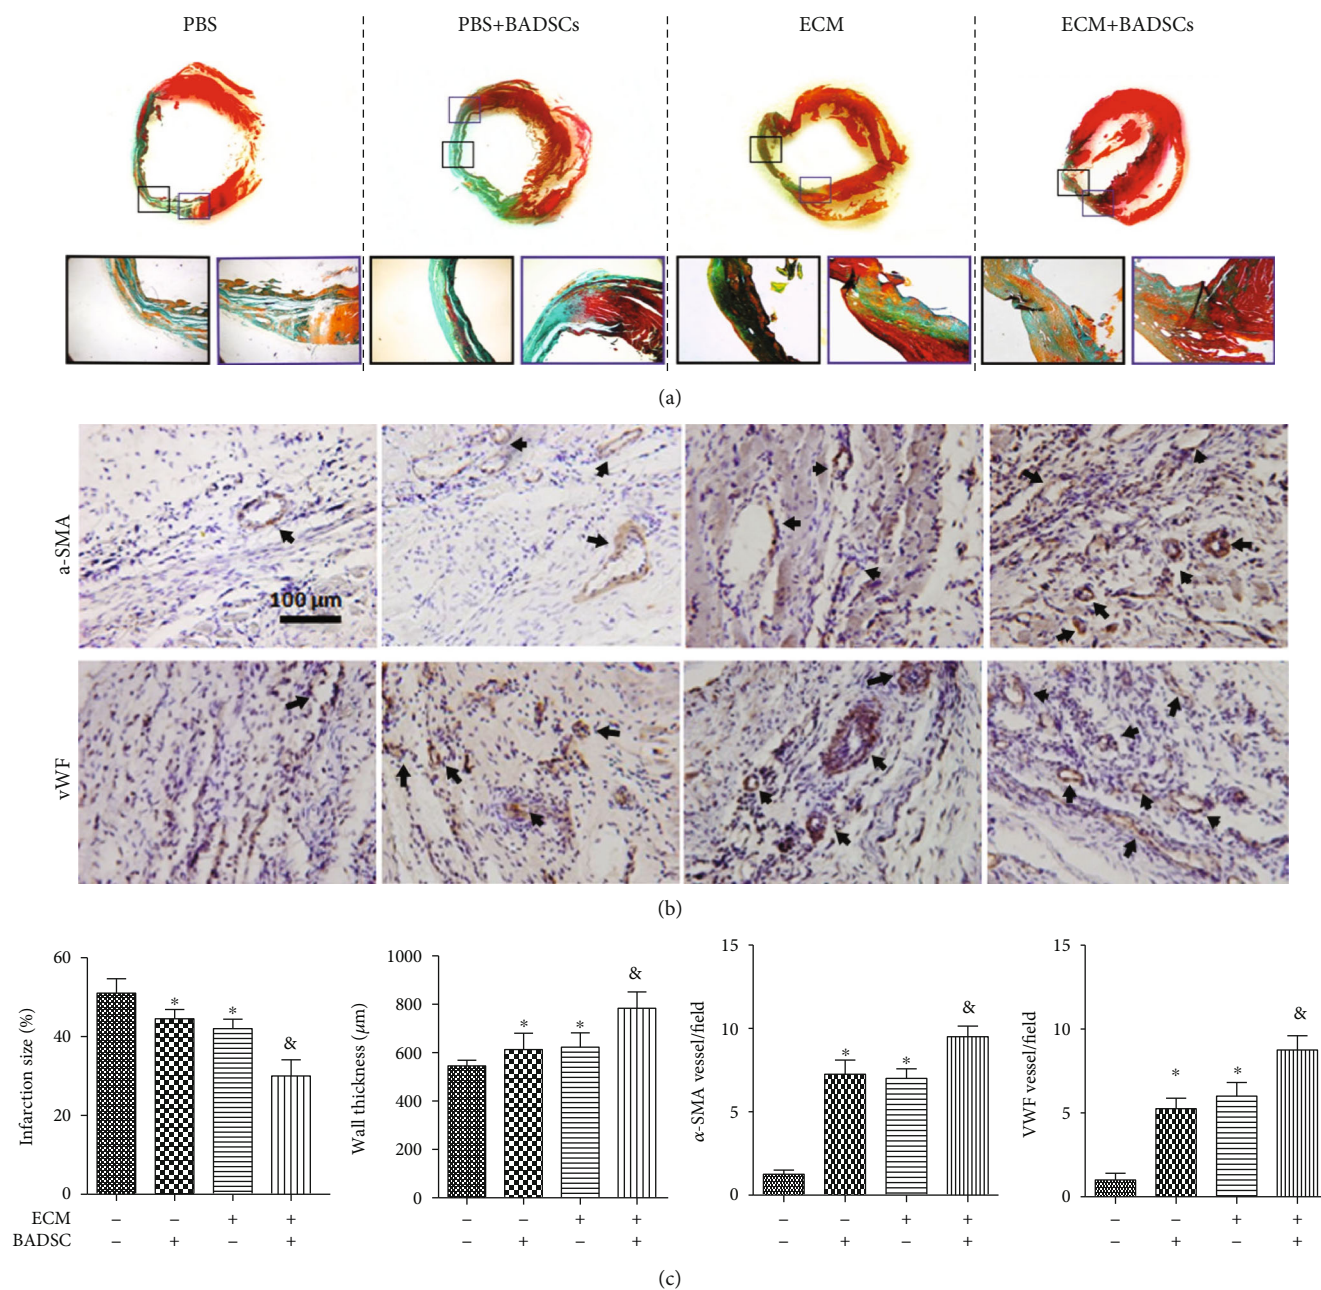 PBS PBS+BADSCs ECM ECM+BADSCs
(a)
a-SMA
100 µm
vWF
(b)
Infarction size (%)
60
40
20
0
*
*
&
Wall thickness (µm)
1000
800
600
400
200
0
*
*
&
α-SMA vessel/field
15
10
5
0
*
*
&
VWF vessel/field
15
10
5
0
*
*
&
ECM – – + + – – + + – – + + – – + +
BADSC – + – + – + – + – + – + – + – +
(c)